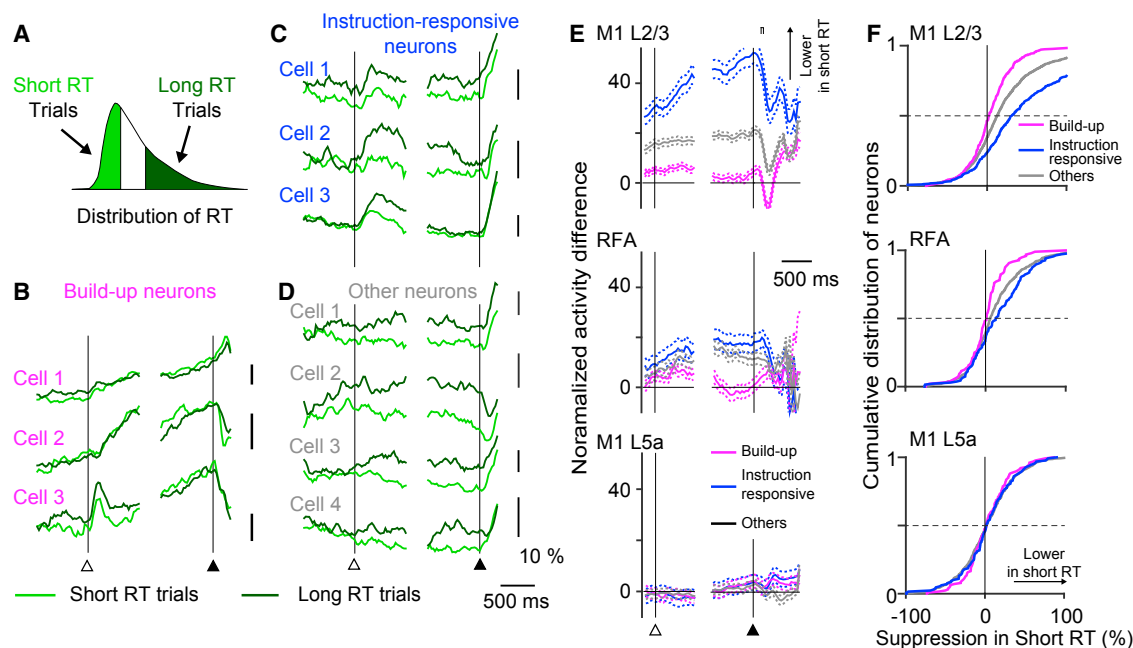 A
Short RT
Trials
Long RT
Trials
Distribution of RT
B
Build-up neurons
Cell 1
Cell 2
Cell 3
C
Instruction-responsive
neurons
Cell 1
Cell 2
Cell 3
D
Other neurons
Cell 1
Cell 2
Cell 3
Cell 4
10 %
500 ms
Short RT trials
Long RT trials
E
Noramalized activity difference
M1 L2/3
Lower
in short RT
40
20
0
RFA
500 ms
40
20
0
M1 L5a
Build-up
Instruction
responsive
Others
40
20
0
F
Cumulative distribution of neurons
M1 L2/3
1
0
Build-up
Instruction
responsive
Others
RFA
1
0
M1 L5a
1
0
Lower
in short RT
-100
0
100
Suppression in Short RT (%)